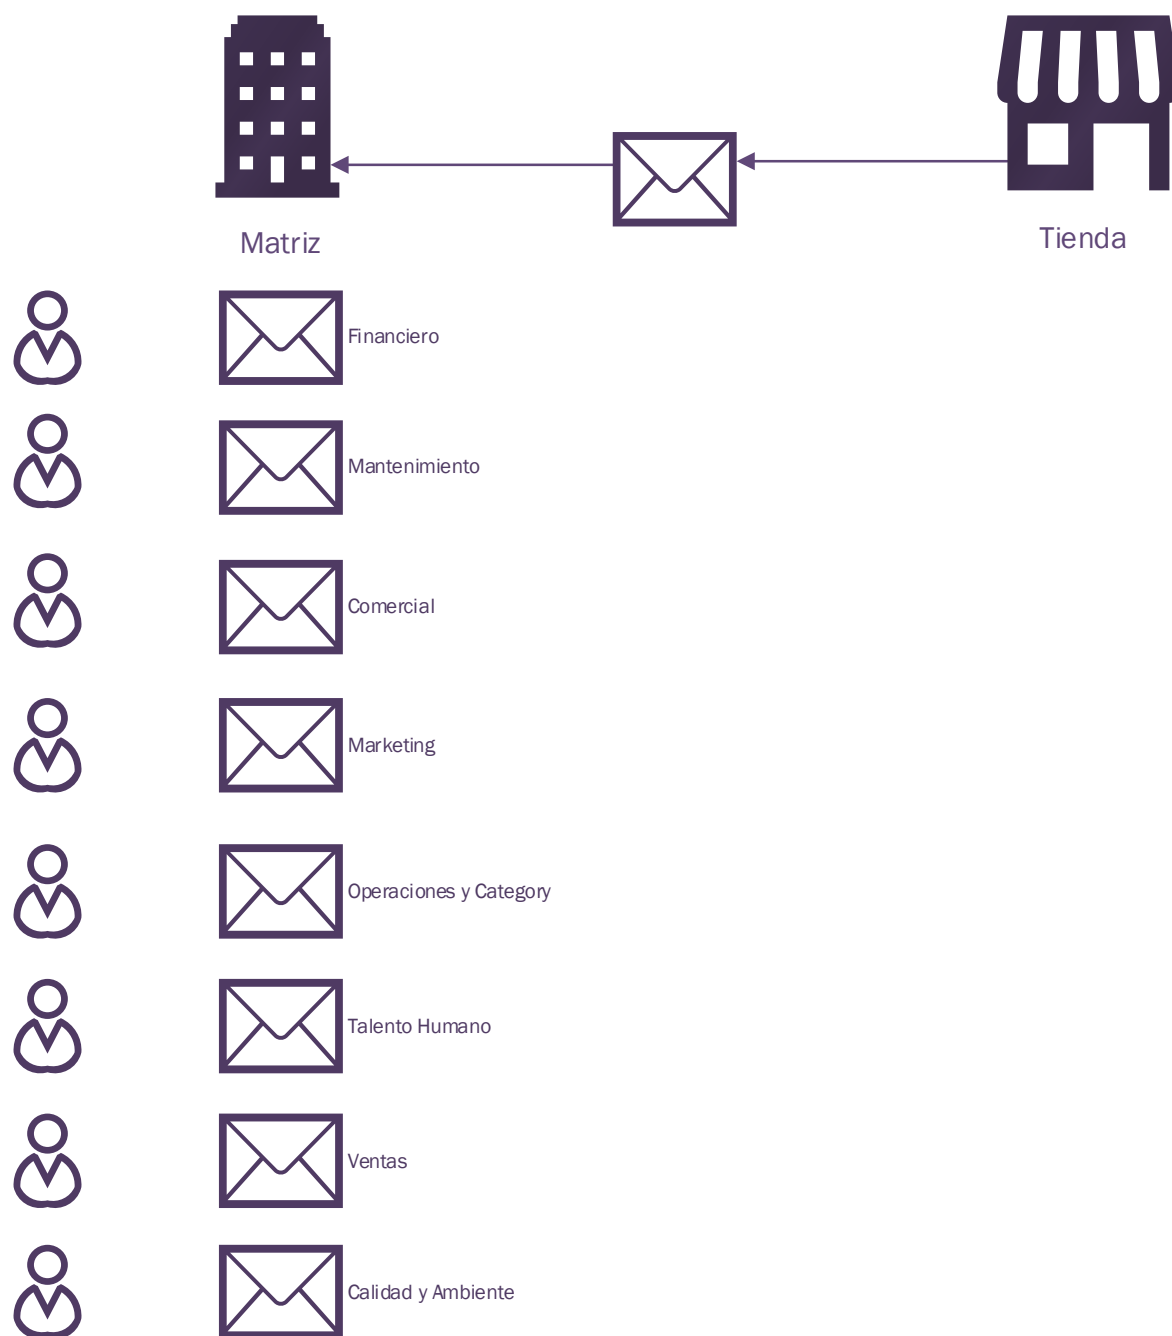 Matriz
Tienda
Financiero
Mantenimiento
Comercial
Marketing
Operaciones y Category
Talento Humano
Ventas
Calidad y Ambiente